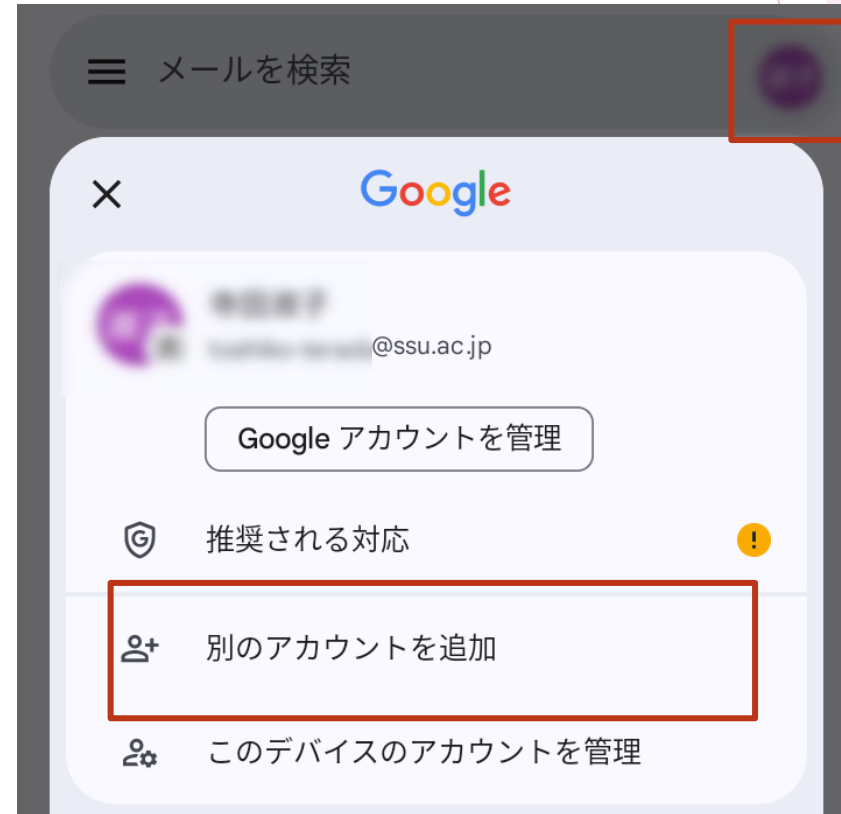 メールを検索
Google
@ssu.ac.jp
Google アカウントを管理
推奨される対応
別のアカウントを追加
このデバイスのアカウントを管理